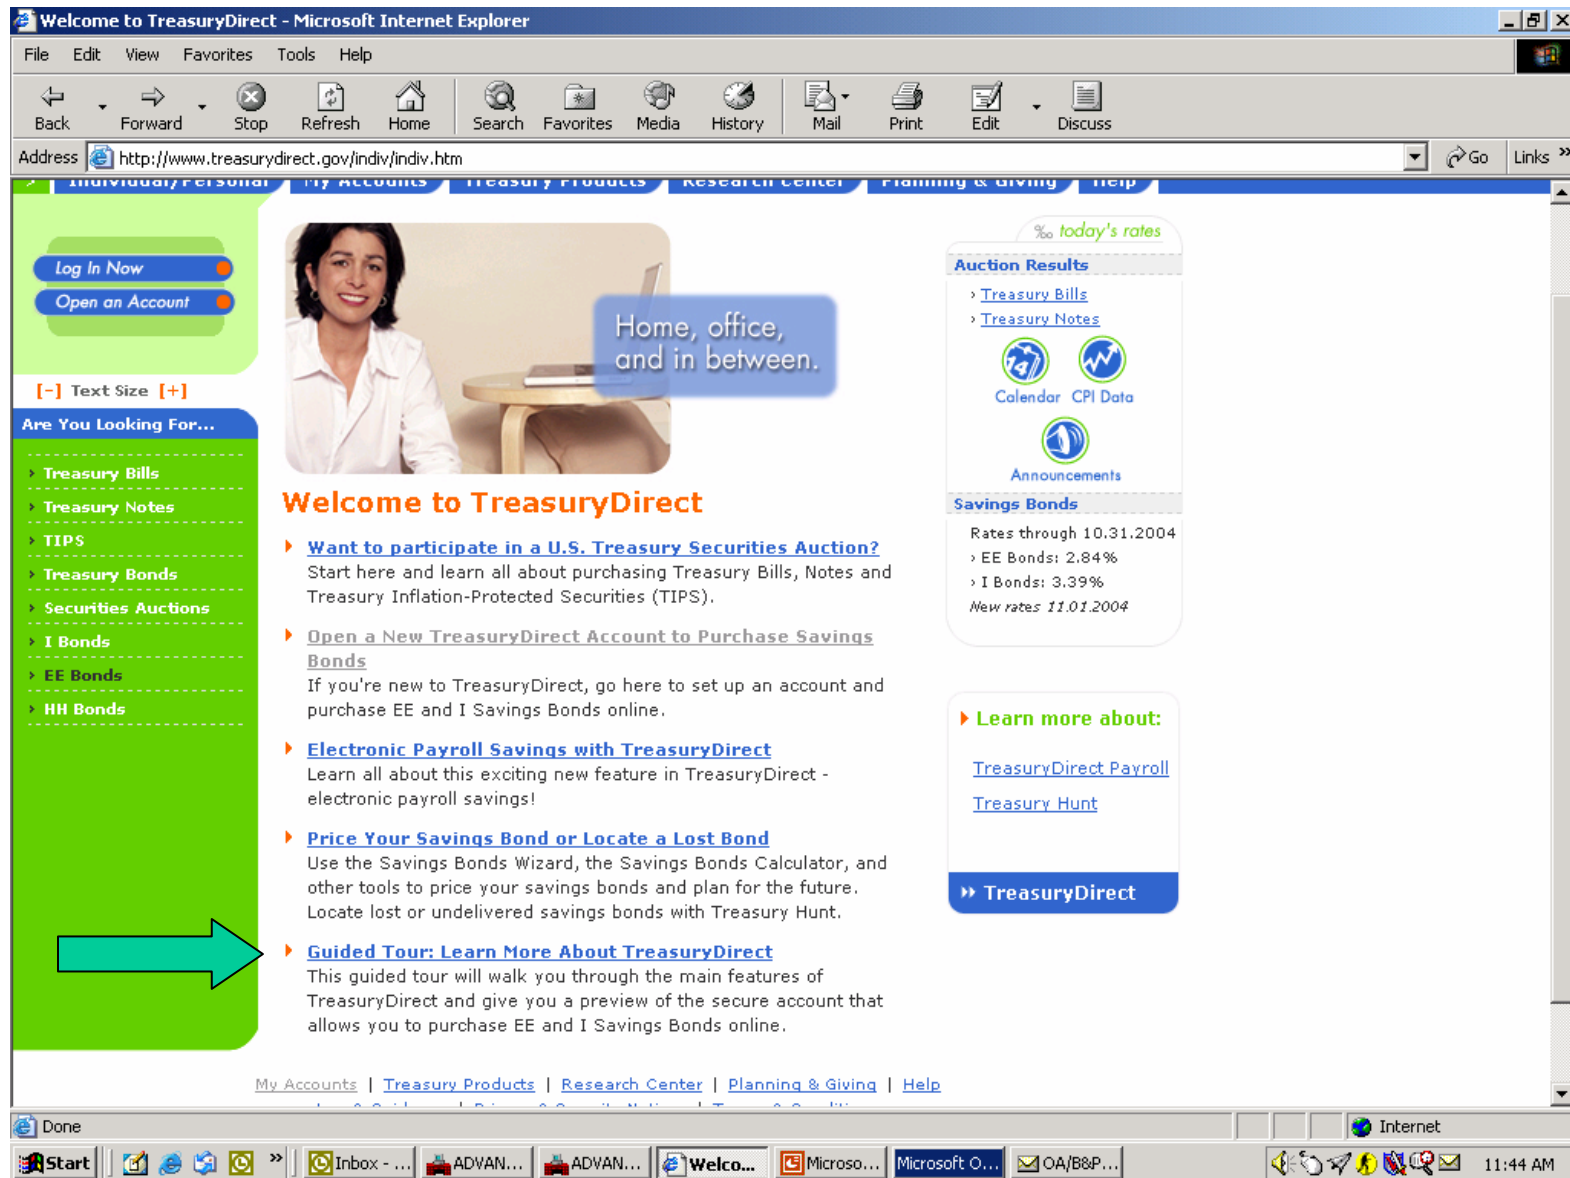 Welcome to TreasuryDirect - Microsoft Internet Explorer
File Edit View Favorites Tools Help
Back Forward Stop Refresh Home Search Favorites Media History Mail Print Edit Discuss
Address http://www.treasurydirect.gov/indiv/indiv.htm Go Links »
Individual/Personal My Accounts Treasury Products Research Center Planning & Giving Help
Log In Now
Open an Account
[-] Text Size [+]
Are You Looking For...
Treasury Bills
Treasury Notes
TIPS
Treasury Bonds
Securities Auctions
I Bonds
EE Bonds
HH Bonds
Home, office,
and in between.
Welcome to TreasuryDirect
Want to participate in a U.S. Treasury Securities Auction?
Start here and learn all about purchasing Treasury Bills, Notes and
Treasury Inflation-Protected Securities (TIPS).
Open a New TreasuryDirect Account to Purchase Savings
Bonds
If you're new to TreasuryDirect, go here to set up an account and
purchase EE and I Savings Bonds online.
Electronic Payroll Savings with TreasuryDirect
Learn all about this exciting new feature in TreasuryDirect -
electronic payroll savings!
Price Your Savings Bond or Locate a Lost Bond
Use the Savings Bonds Wizard, the Savings Bonds Calculator, and
other tools to price your savings bonds and plan for the future.
Locate lost or undelivered savings bonds with Treasury Hunt.
Guided Tour: Learn More About TreasuryDirect
This guided tour will walk you through the main features of
TreasuryDirect and give you a preview of the secure account that
allows you to purchase EE and I Savings Bonds online.
% today's rates
Auction Results
Treasury Bills
Treasury Notes
14
Calendar CPI Data
Announcements
Savings Bonds
Rates through 10.31.2004
EE Bonds: 2.84%
I Bonds: 3.39%
New rates 11.01.2004
Learn more about:
TreasuryDirect Payroll
Treasury Hunt
TreasuryDirect
My Accounts | Treasury Products | Research Center | Planning & Giving | Help
Done Internet
Start » Inbox - ... ADVAN... ADVAN... Welco... Microso... Microsoft O... OA/B&P... 11:44 AM